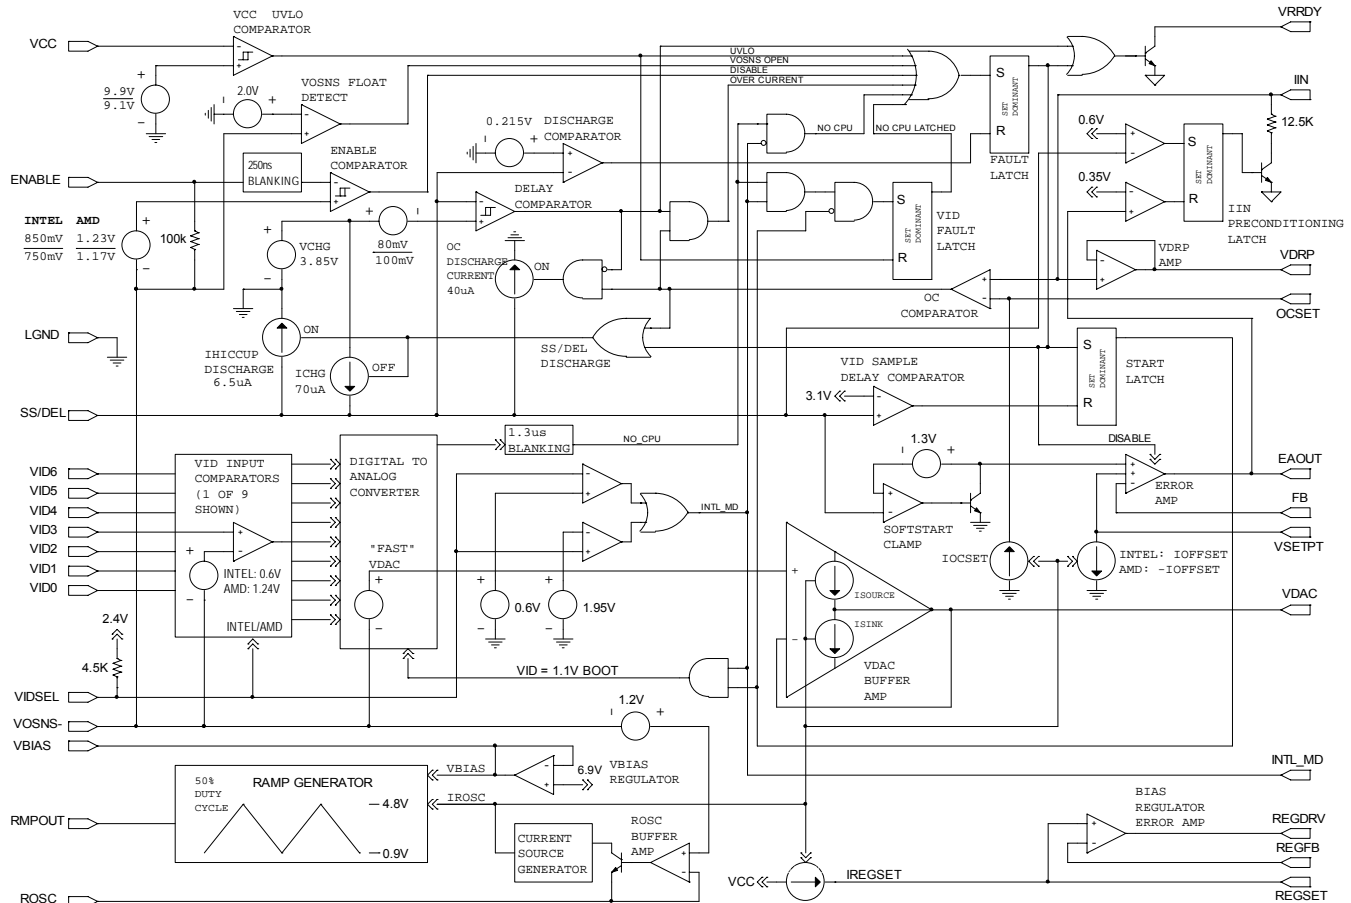 VCC UVLO
COMPARATOR
VRRDY
VCC
UVLO
VOSNS OPEN
DISABLE
OVER CURRENT
S
SET
DOMINANT
R
FAULT
LATCH
9.9V
9.1V
+
−
2.0V
VOSNS FLOAT
DETECT
IIN
12.5K
0.6V
0.35V
S
SET
DOMINANT
R
IIN
PRECONDITIONING
LATCH
0.215V
DISCHARGE
COMPARATOR
NO CPU
NO CPU LATCHED
ENABLE
250ns
BLANKING
ENABLE
COMPARATOR
DELAY
COMPARATOR
INTEL AMD
850mV 1.23V
750mV 1.17V
100k
VCHG
3.85V
80mV
100mV
OC
DISCHARGE
CURRENT
40uA
ON
SET
DOMINANT
R
VID
FAULT
LATCH
VDRP
AMP
VDRP
OC
COMPARATOR
OCSET
LGND
ON
IHICCUP
DISCHARGE
6.5uA
ICHG
70uA
OFF
SS/DEL
DISCHARGE
VID SAMPLE
DELAY COMPARATOR
3.1V
S
SET
DOMINANT
R
START
LATCH
SS/DEL
1.3us
BLANKING
NO_CPU
1.3V
DISABLE
VID6
VID5
VID4
VID3
VID2
VID1
VID0
VID INPUT
COMPARATORS
(1 OF 9
SHOWN)
INTEL: 0.6V
AMD: 1.24V
INTEL/AMD
DIGITAL TO
ANALOG
CONVERTER
"FAST"
VDAC
INTL_MD
SOFTSTART
CLAMP
ERROR
AMP
EAOUT
FB
VSETPT
IOCSET
INTEL: IOFFSET
AMD: -IOFFSET
0.6V
1.95V
ISOURCE
ISINK
VDAC
BUFFER
AMP
VDAC
2.4V
4.5K
VID = 1.1V BOOT
VIDSEL
VOSNS-
1.2V
VBIAS
VBIAS
6.9V
VBIAS
REGULATOR
INTL_MD
50%
DUTY
CYCLE
RAMP GENERATOR
4.8V
0.9V
IROSC
RMPOUT
CURRENT
SOURCE
GENERATOR
ROSC
BUFFER
AMP
BIAS
REGULATOR
ERROR AMP
REGDRV
REGFB
VCC
IREGSET
REGSET
ROSC